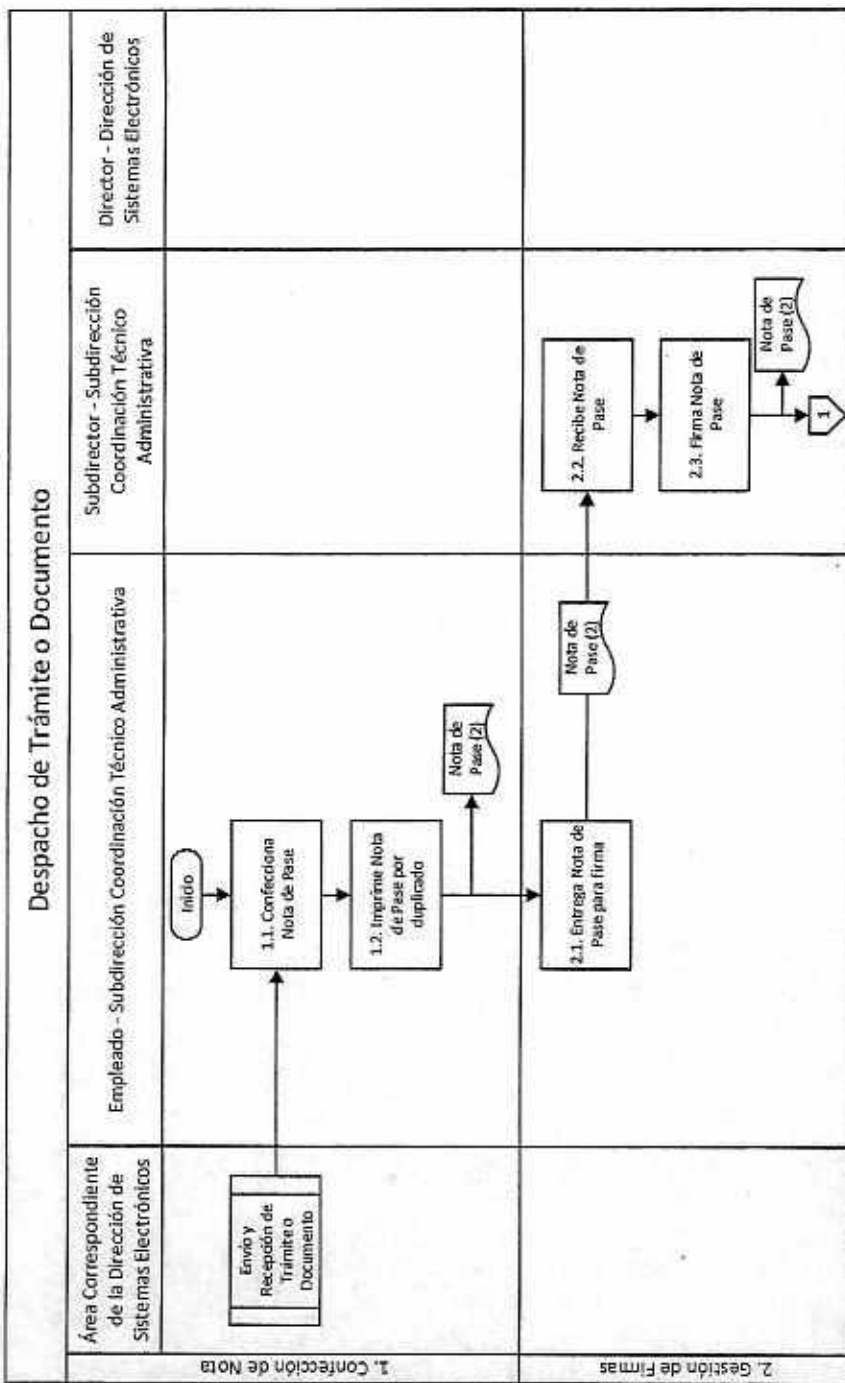 Despacho de Trámite o Documento
Área Correspondiente
de la Dirección de
Sistemas Electrónicos
Empleado - Subdirección Coordinación Técnico Administrativa
Subdirector - Subdirección
Coordinación Técnico
Administrativa
Director - Dirección de
Sistemas Electrónicos
1. Confección de Nota
Inicio
Envío y
Recepción de
Trámite o
Documento
1.1. Confecciona
Nota de Pase
1.2. Imprime Nota
de Pase por
duplicado
Nota de
Pase (2)
2. Gestión de Firmas
2.1. Entrega Nota de
Pase para firma
Nota de
Pase (2)
2.2. Recibe Nota de
Pase
2.3. Firma Nota de
Pase
Nota de
Pase (2)
1